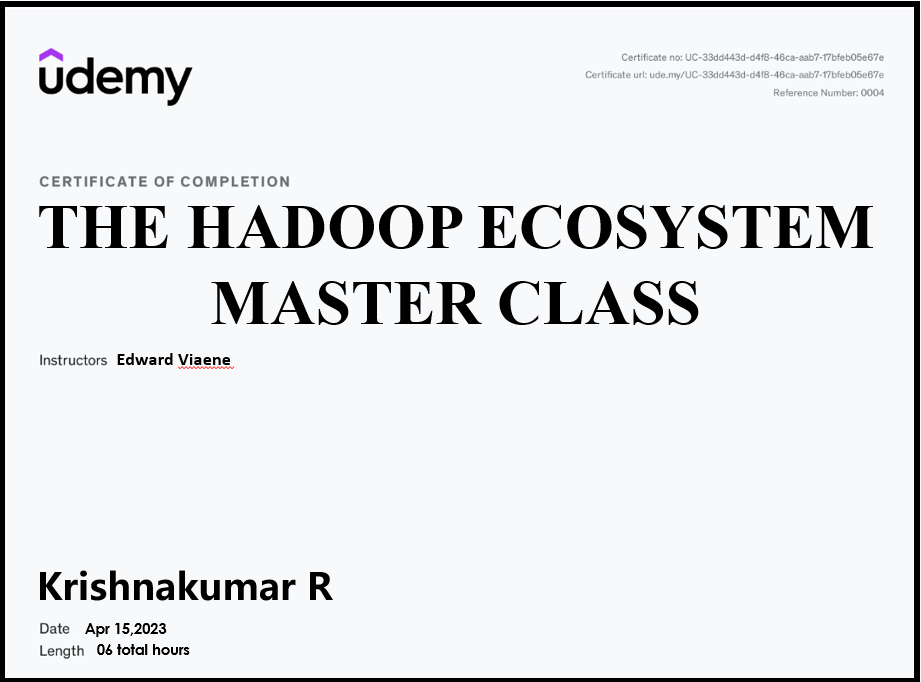 udemy
Certificate no: UC-33dd443d-d4f8-46ca-aab7-f7bfeb05e67e
Certificate url: ude.my/UC-33dd443d-d4f8-46ca-aab7-f7bfeb05e67e
Reference Number: 0004
CERTIFICATE OF COMPLETION
THE HADOOP ECOSYSTEM
MASTER CLASS
Instructors Edward Viaene
Krishnakumar R
Date Apr 15,2023
Length 06 total hours